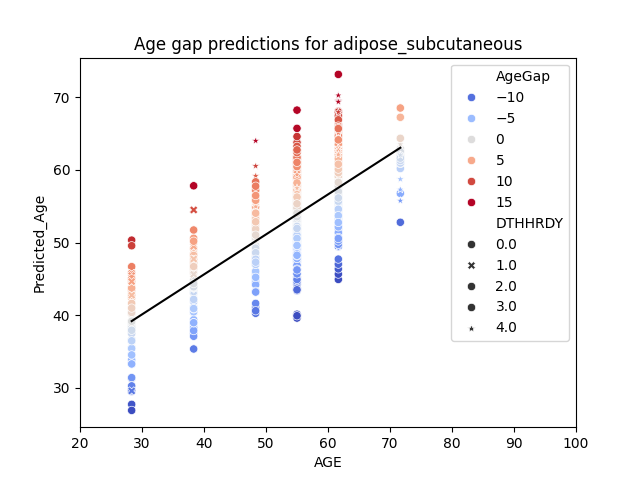 Age gap predictions for adipose_subcutaneous
Predicted_Age
70
60
50
40
30
20 30 40 50 60 70 80 90 100
AGE
AgeGap
−10
−5
0
5
10
15
DTHHRDY
0.0
1.0
2.0
3.0
4.0